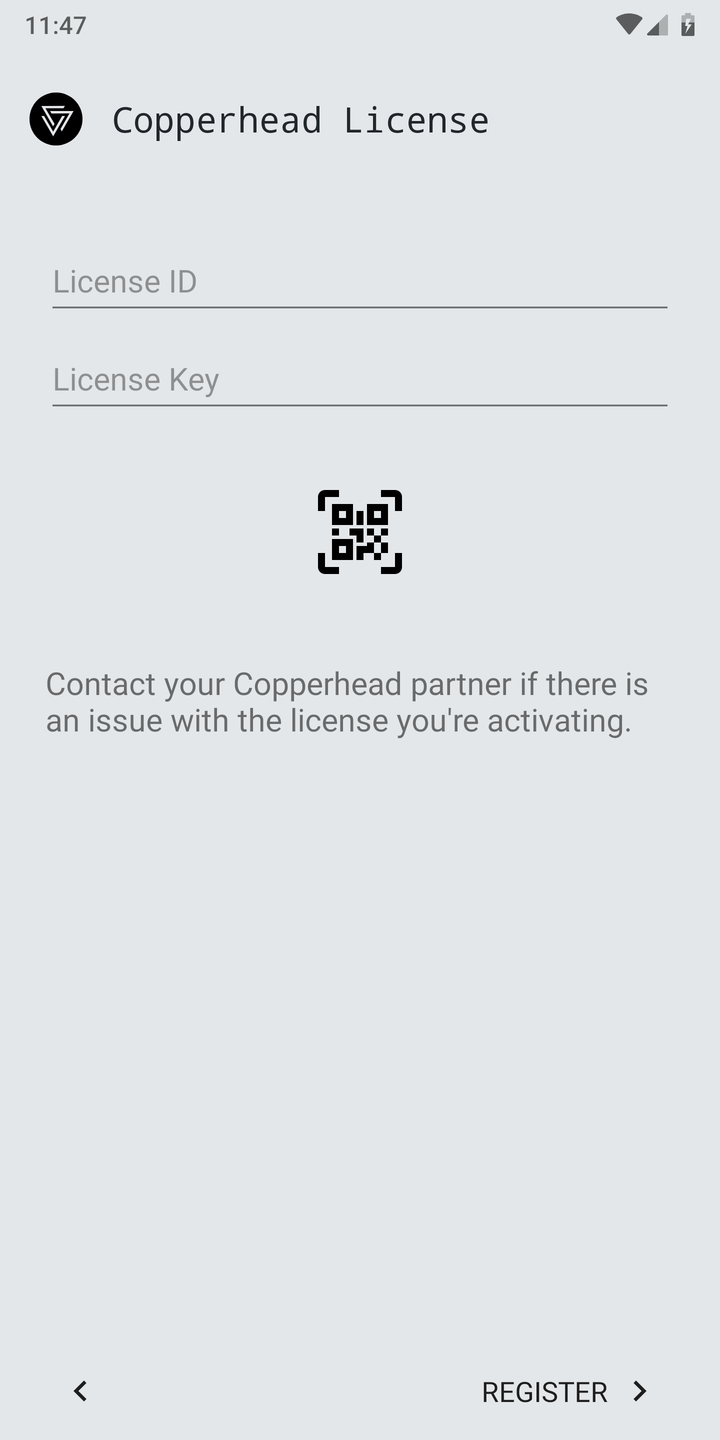 11:47
Copperhead License
License ID
License Key
Contact your Copperhead partner if there is
an issue with the license you're activating.
REGISTER